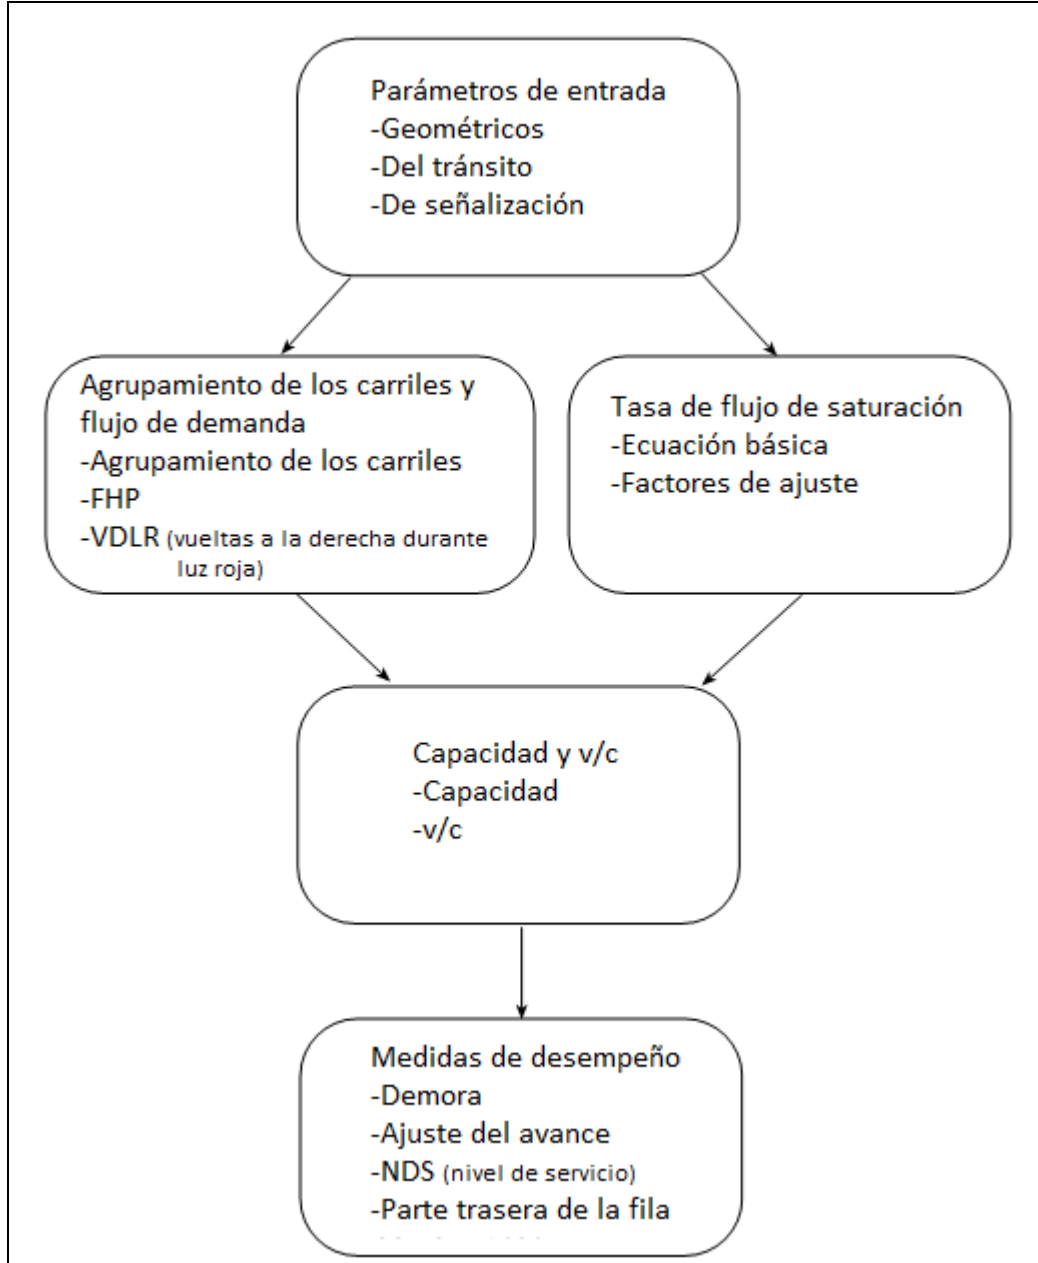 Parámetros de entrada
-Geométricos
-Del tránsito
-De señalización
Agrupamiento de los carriles y
flujo de demanda
-Agrupamiento de los carriles
-FHP
-VDLR (vueltas a la derecha durante
luz roja)
Tasa de flujo de saturación
-Ecuación básica
-Factores de ajuste
Capacidad y v/c
-Capacidad
-v/c
Medidas de desempeño
-Demora
-Ajuste del avance
-NDS (nivel de servicio)
-Parte trasera de la fila